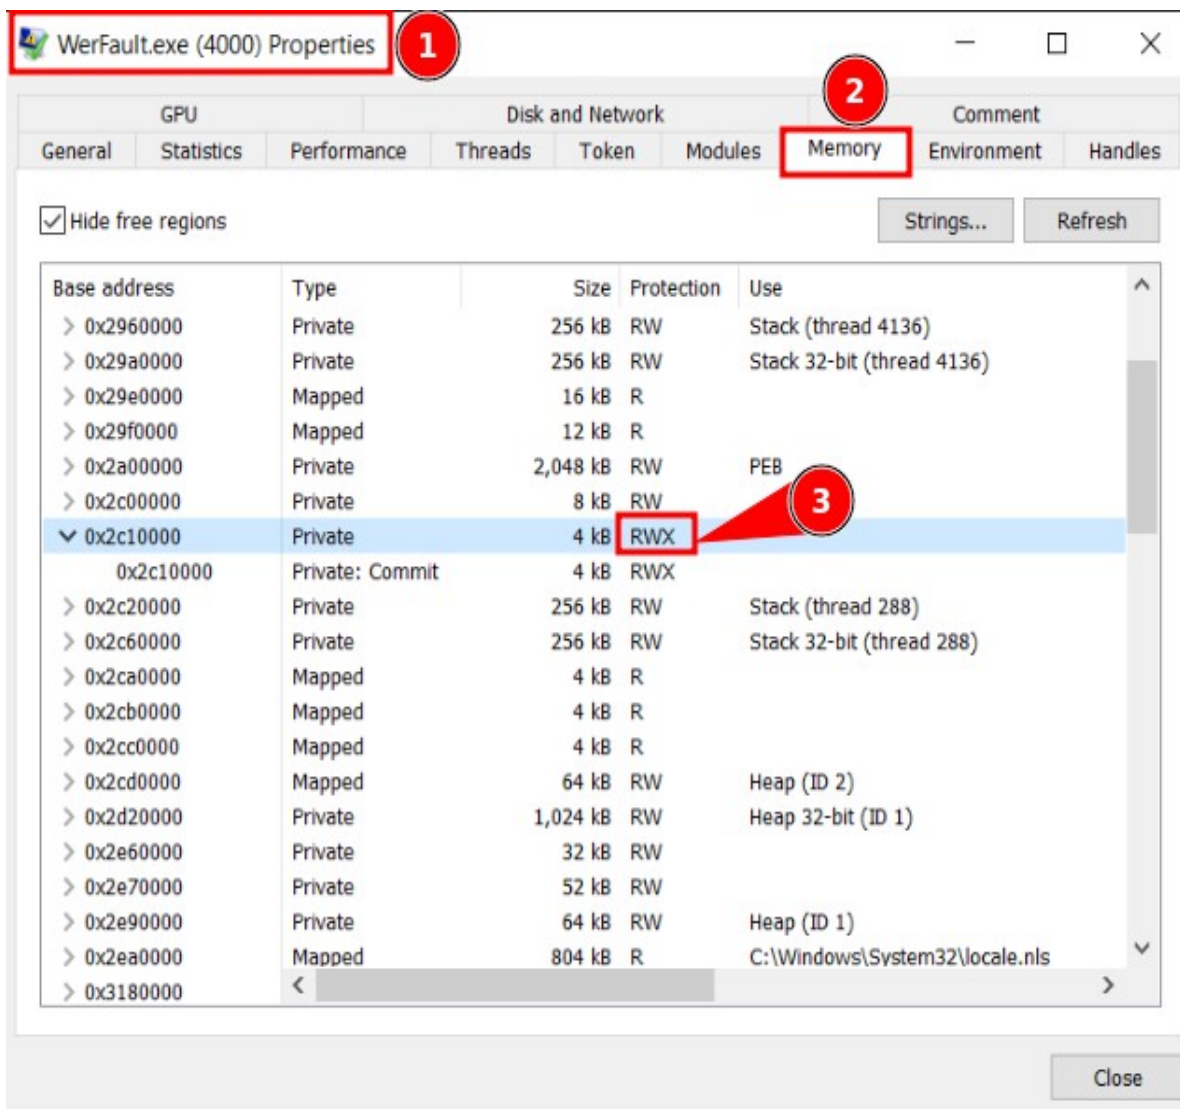 WerFault.exe (4000) Properties 1
2
GPU Disk and Network Comment
General Statistics Performance Threads Token Modules Memory Environment Handles
Hide free regions Strings... Refresh
Base address Type Size Protection Use
0x2960000 Private 256 kB RW Stack (thread 4136)
0x29a0000 Private 256 kB RW Stack 32-bit (thread 4136)
0x29e0000 Mapped 16 kB R
0x29f0000 Mapped 12 kB R
0x2a00000 Private 2,048 kB RW PEB
0x2c00000 Private 8 kB RW
3
0x2c10000 Private 4 kB RWX
0x2c10000 Private: Commit 4 kB RWX
0x2c20000 Private 256 kB RW Stack (thread 288)
0x2c60000 Private 256 kB RW Stack 32-bit (thread 288)
0x2ca0000 Mapped 4 kB R
0x2cb0000 Mapped 4 kB R
0x2cc0000 Mapped 4 kB R
0x2cd0000 Mapped 64 kB RW Heap (ID 2)
0x2d20000 Private 1,024 kB RW Heap 32-bit (ID 1)
0x2e60000 Private 32 kB RW
0x2e70000 Private 52 kB RW
0x2e90000 Private 64 kB RW Heap (ID 1)
0x2ea0000 Mapped 804 kB R C:\Windows\System32\locale.nls
0x3180000
Close